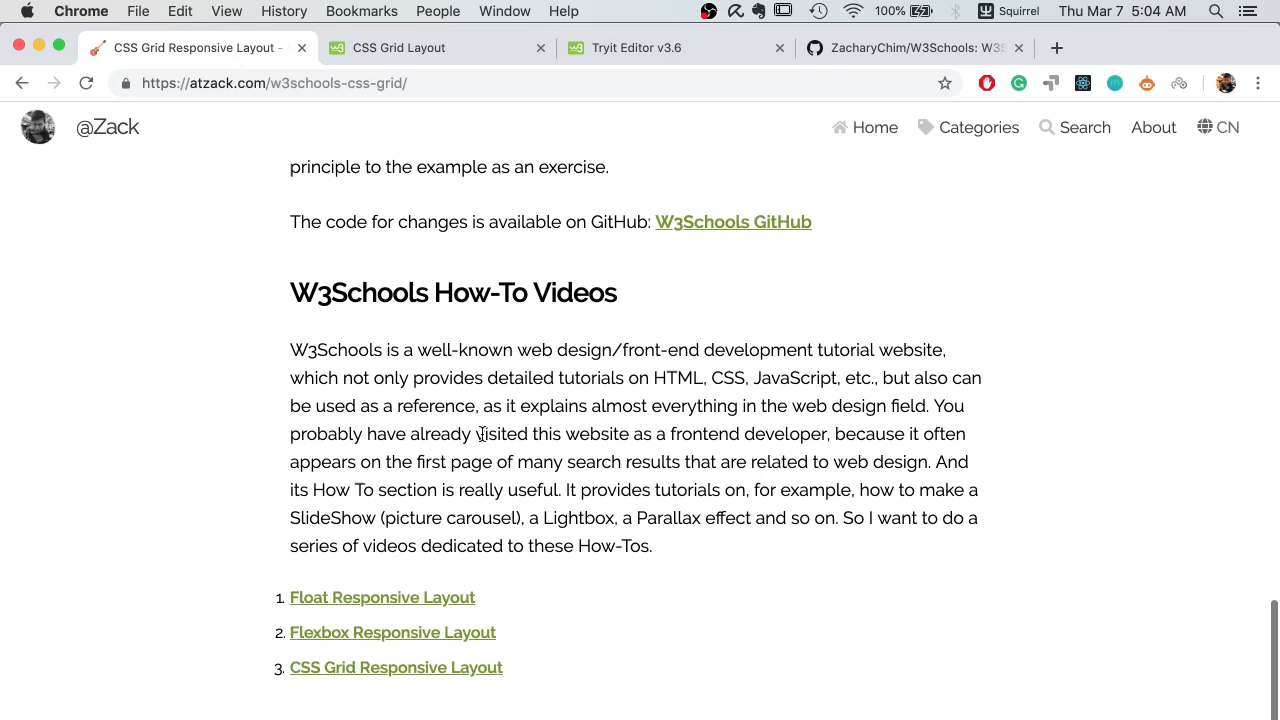 Chrome File Edit View History Bookmarks People Window Help 100% Squirrel Thu Mar 7 5:04 AM
CSS Grid Responsive Layout - CSS Grid Layout Tryit Editor v3.6 ZacharyChim/W3Schools: W3S
https://atzack.com/w3schools-css-grid/
@Zack Home Categories Search About CN
principle to the example as an exercise.
The code for changes is available on GitHub: W3Schools GitHub
W3Schools How-To Videos
W3Schools is a well-known web design/front-end development tutorial website,
which not only provides detailed tutorials on HTML, CSS, JavaScript, etc., but also can
be used as a reference, as it explains almost everything in the web design field. You
probably have already visited this website as a frontend developer, because it often
appears on the first page of many search results that are related to web design. And
its How To section is really useful. It provides tutorials on, for example, how to make a
SlideShow (picture carousel), a Lightbox, a Parallax effect and so on. So I want to do a
series of videos dedicated to these How-Tos.
1. Float Responsive Layout
2. Flexbox Responsive Layout
3. CSS Grid Responsive Layout